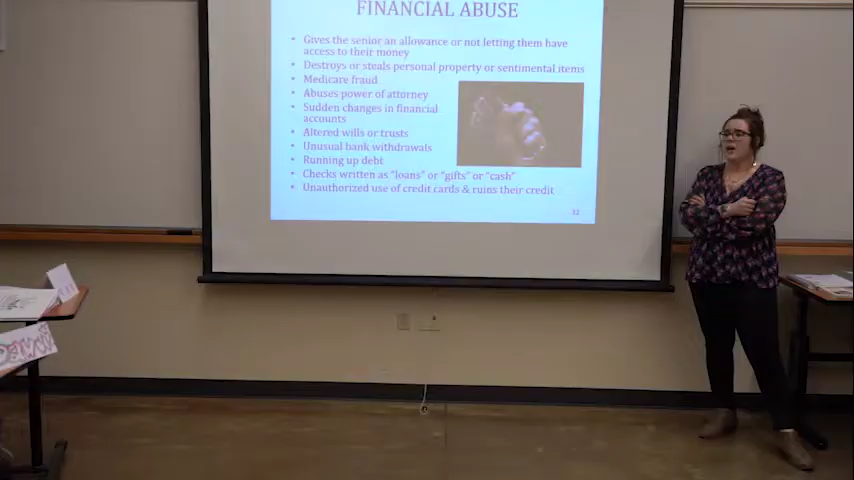 FINANCIAL ABUSE
• Gives the senior an allowance or not letting them have
access to their money
• Destroys or steals personal property or sentimental items
• Medicare fraud
• Abuses power of attorney
• Sudden changes in financial
accounts
• Altered wills or trusts
• Unusual bank withdrawals
• Running up debt
• Checks written as "loans" or "gifts" or "cash"
• Unauthorized use of credit cards & ruins their credit
32